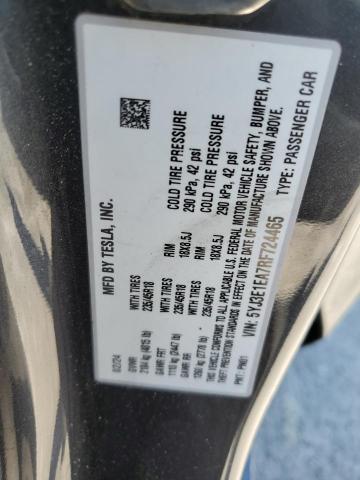 MFD BY TESLA, INC.
02/24
GVWR
2184 kg (4815 lb)
WITH TIRES
235/45R18
RIM
18X8.5J
COLD TIRE PRESSURE
290 kPa, 42 psi
GAWR FRT
1110 kg (2447 lb)
GAWR RR
1260 kg (2778 lb)
WITH TIRES
235/45R18
RIM
18X8.5J
COLD TIRE PRESSURE
290 kPa, 42 psi
THIS VEHICLE CONFORMS TO ALL APPLICABLE U.S. FEDERAL MOTOR VEHICLE SAFETY, BUMPER, AND
THEFT PREVENTION STANDARDS IN EFFECT ON THE DATE OF MANUFACTURE SHOWN ABOVE.
PAINT: PMNG
VIN: 5YJ3E1EA7RF724465
TYPE: PASSENGER CAR